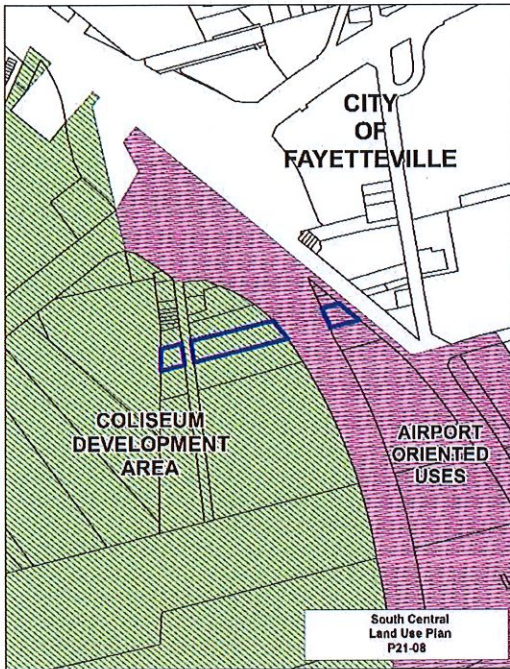 CITY
OF
FAYETTEVILLE
COLISEUM
DEVELOPMENT
AREA
AIRPORT
ORIENTED
USES
South Central
Land Use Plan
P21-08